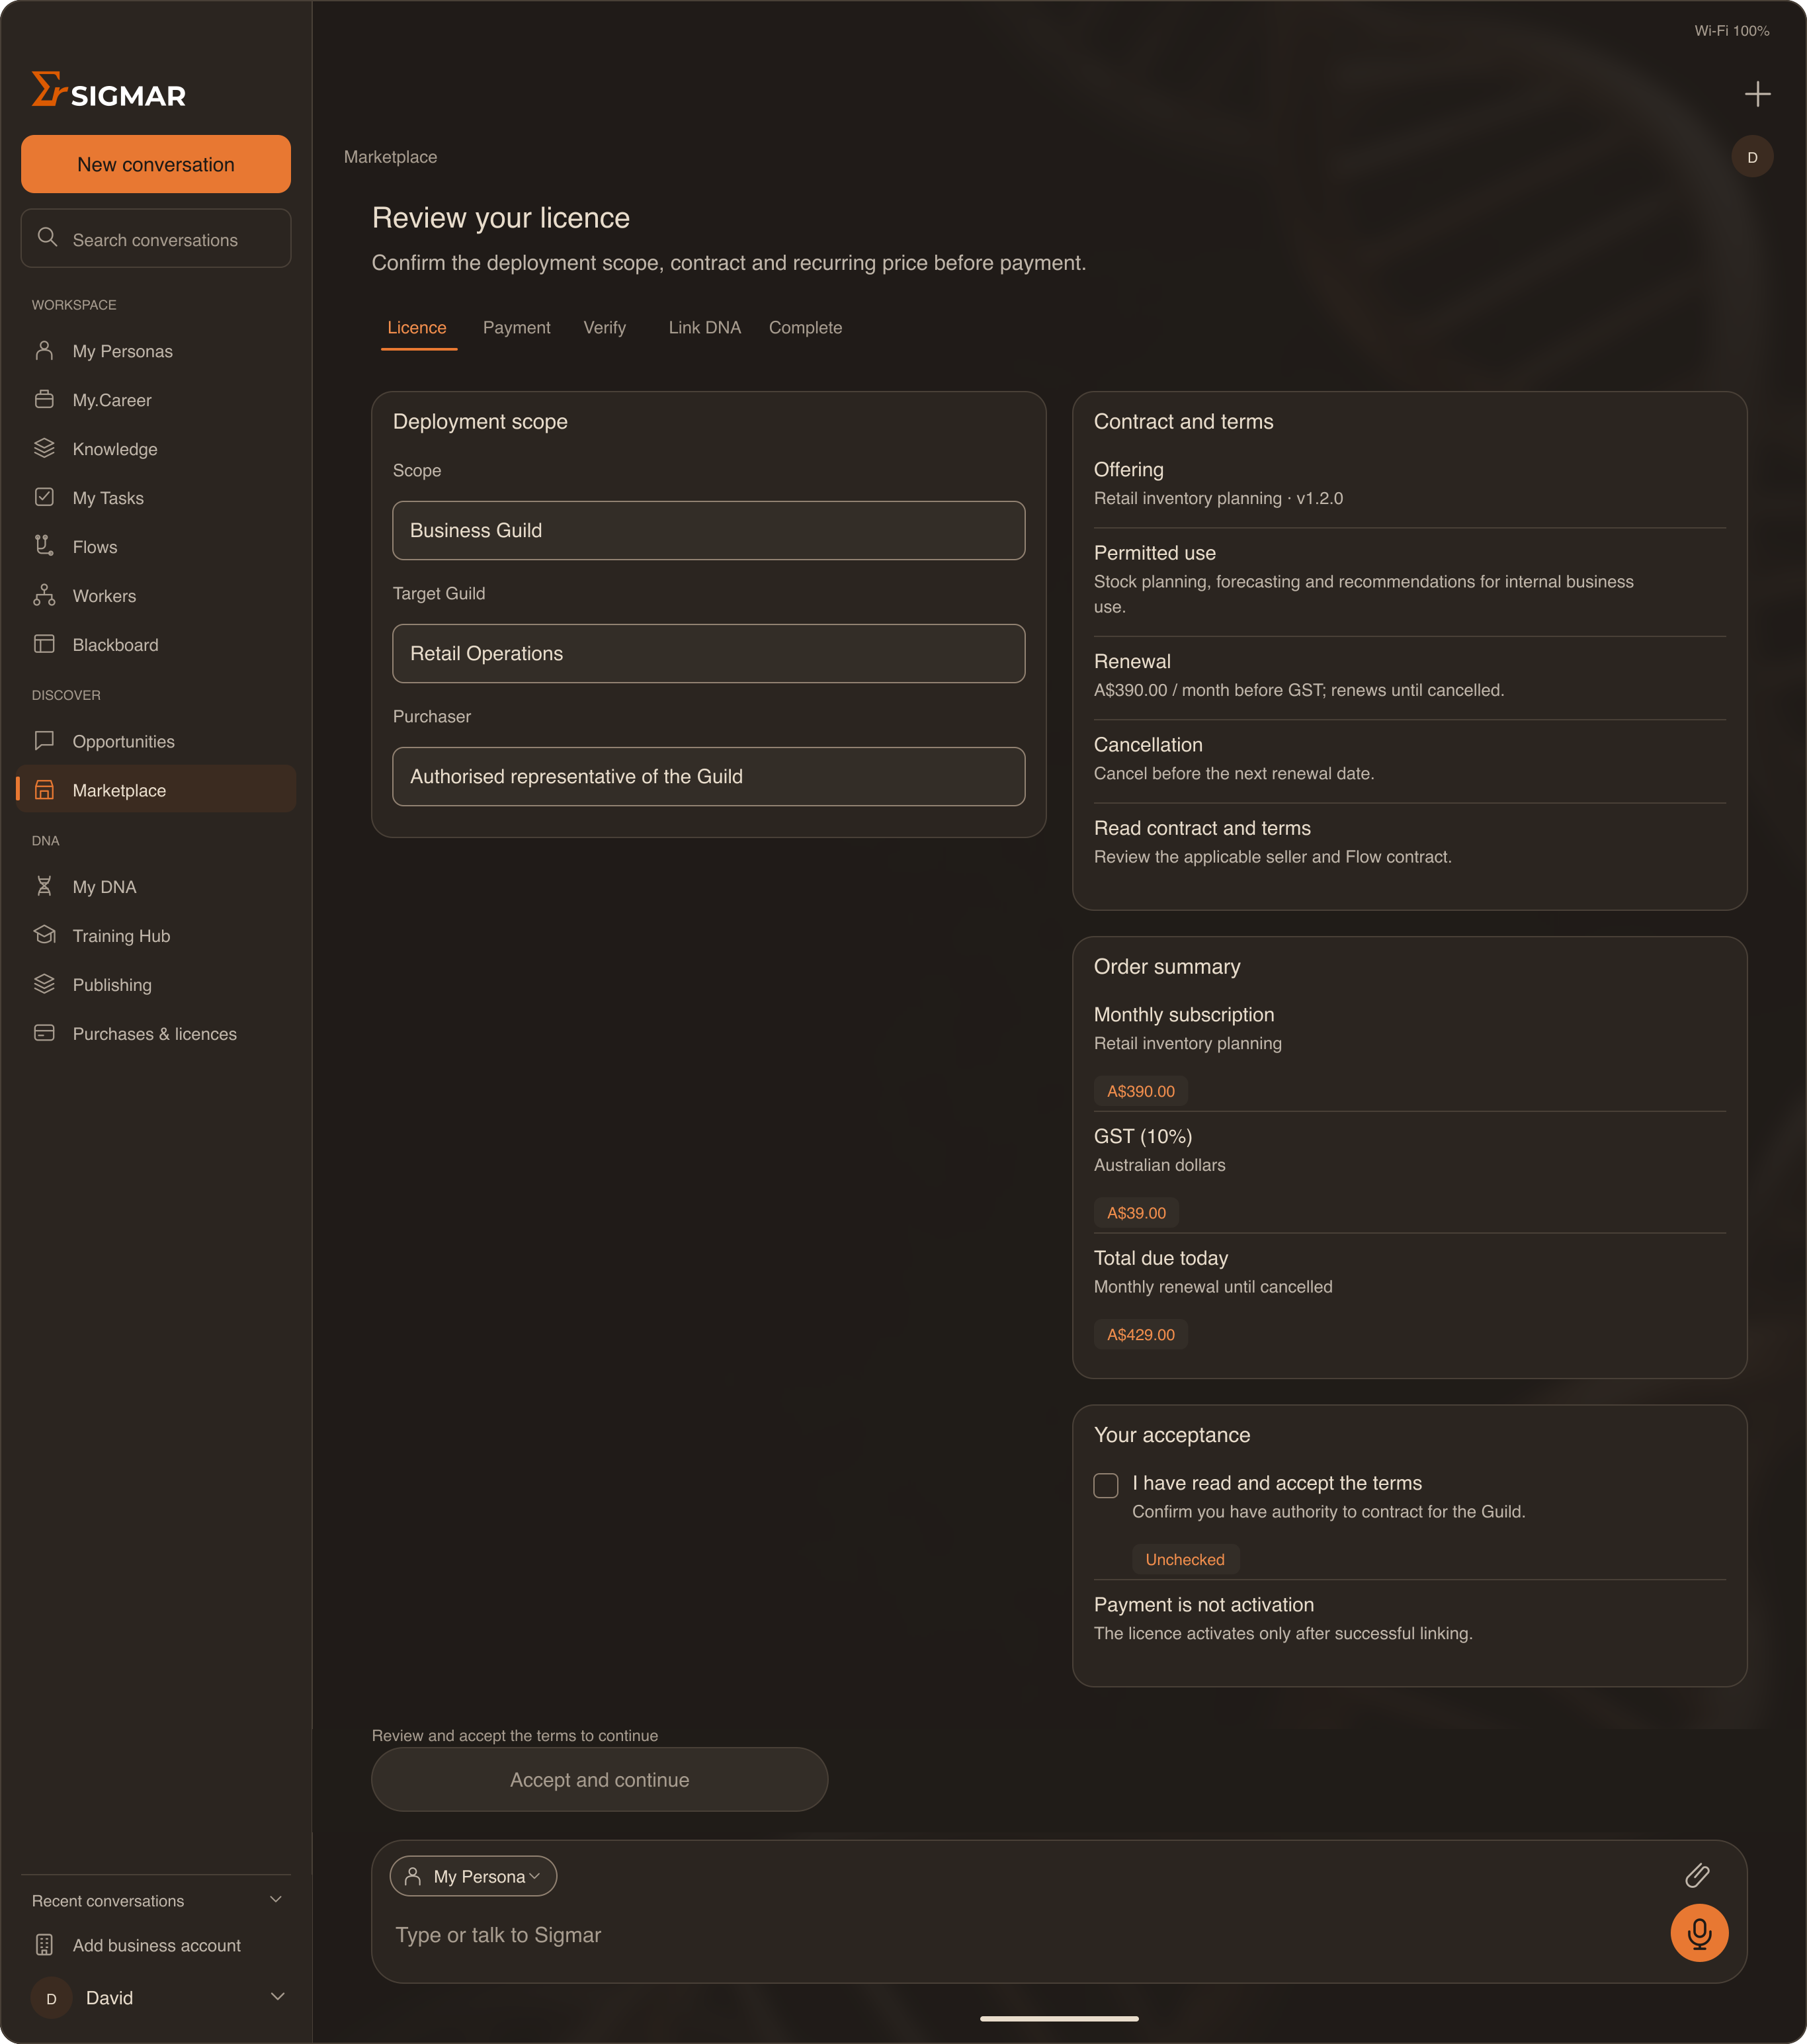 Wi-Fi 100%
SIGMAR
New conversation
Search conversations
WORKSPACE
My Personas
My.Career
Knowledge
My Tasks
Flows
Workers
Blackboard
DISCOVER
Opportunities
Marketplace
DNA
My DNA
Training Hub
Publishing
Purchases & licences
Recent conversations
Add business account
D
David
Marketplace
D
Review your licence
Confirm the deployment scope, contract and recurring price before payment.
Licence
Payment
Verify
Link DNA
Complete
Deployment scope
Scope
Business Guild
Target Guild
Retail Operations
Purchaser
Authorised representative of the Guild
Contract and terms
Offering
Retail inventory planning · v1.2.0
Permitted use
Stock planning, forecasting and recommendations for internal business
use.
Renewal
A$390.00 / month before GST; renews until cancelled.
Cancellation
Cancel before the next renewal date.
Read contract and terms
Review the applicable seller and Flow contract.
Order summary
Monthly subscription
Retail inventory planning
A$390.00
GST (10%)
Australian dollars
A$39.00
Total due today
Monthly renewal until cancelled
A$429.00
Your acceptance
I have read and accept the terms
Confirm you have authority to contract for the Guild.
Unchecked
Payment is not activation
The licence activates only after successful linking.
Review and accept the terms to continue
Accept and continue
My Persona
Type or talk to Sigmar